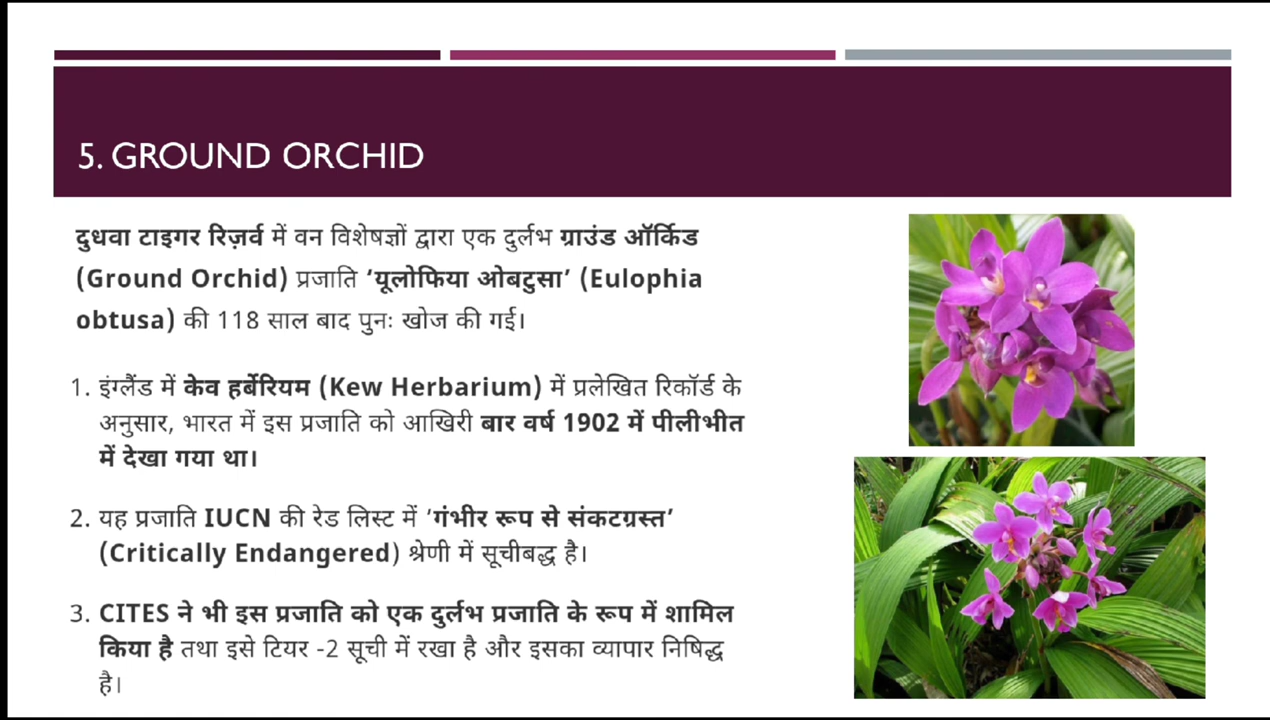 5. GROUND ORCHID
दुधवा टाइगर रिज़र्व में वन विशेषज्ञों द्वारा एक दुर्लभ ग्राउंड ऑर्किड
(Ground Orchid) प्रजाति ‘यूलोफिया ओबटुसा’ (Eulophia
obtusa) की 118 साल बाद पुनः खोज की गई।
1. इंग्लैंड में केव हर्बेरियम (Kew Herbarium) में प्रलेखित रिकॉर्ड के
अनुसार, भारत में इस प्रजाति को आखिरी बार वर्ष 1902 में पीलीभीत
में देखा गया था।
2. यह प्रजाति IUCN की रेड लिस्ट में ‘गंभीर रूप से संकटग्रस्त’
(Critically Endangered) श्रेणी में सूचीबद्ध है।
3. CITES ने भी इस प्रजाति को एक दुर्लभ प्रजाति के रूप में शामिल
किया है तथा इसे टियर -2 सूची में रखा है और इसका व्यापार निषिद्ध
है।